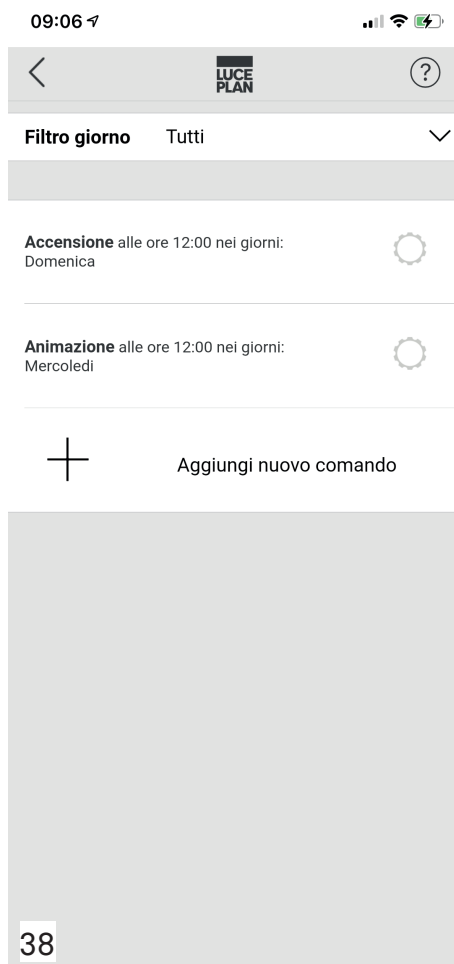 09:06
LUCE
PLAN
?
Filtro giorno Tutti
Accensione alle ore 12:00 nei giorni:
Domenica
Animazione alle ore 12:00 nei giorni:
Mercoledi
Aggiungi nuovo comando
38